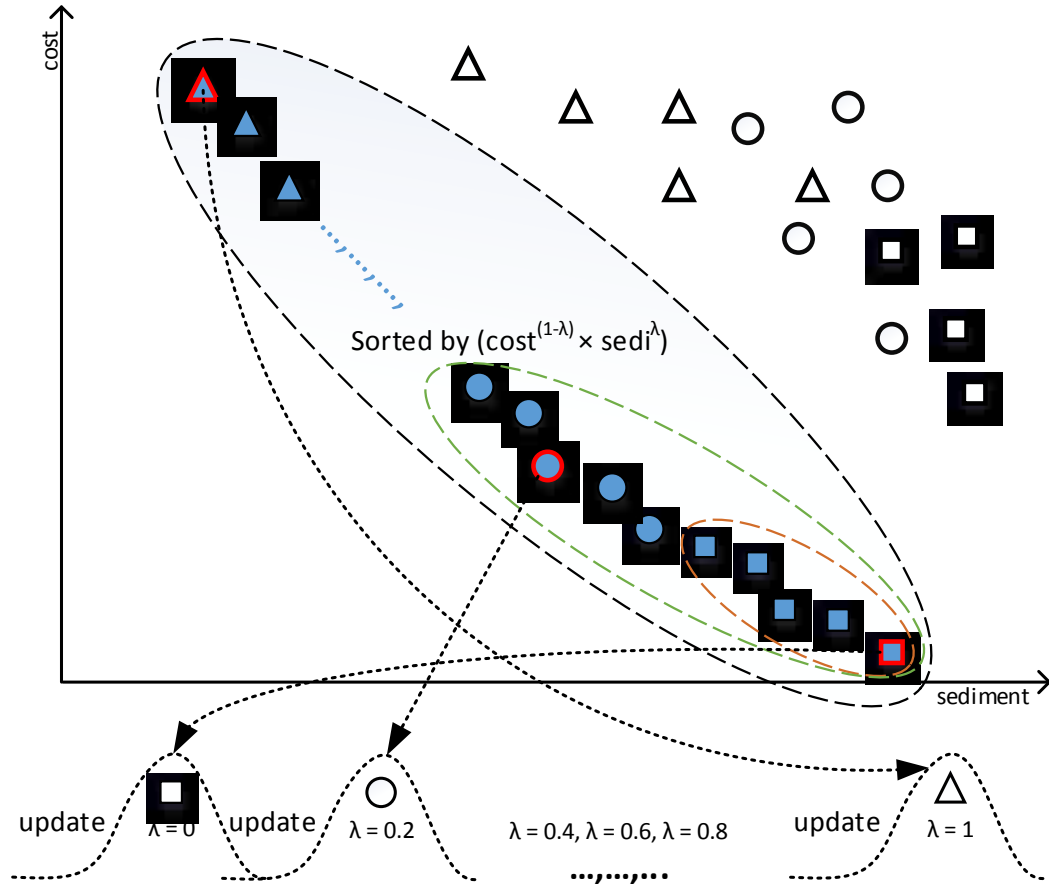 cost
Sorted by (cost^(1-λ) × sedi^λ)
sediment
update
λ = 0
update
λ = 0.2
λ = 0.4, λ = 0.6, λ = 0.8
...,...,...
update
λ = 1